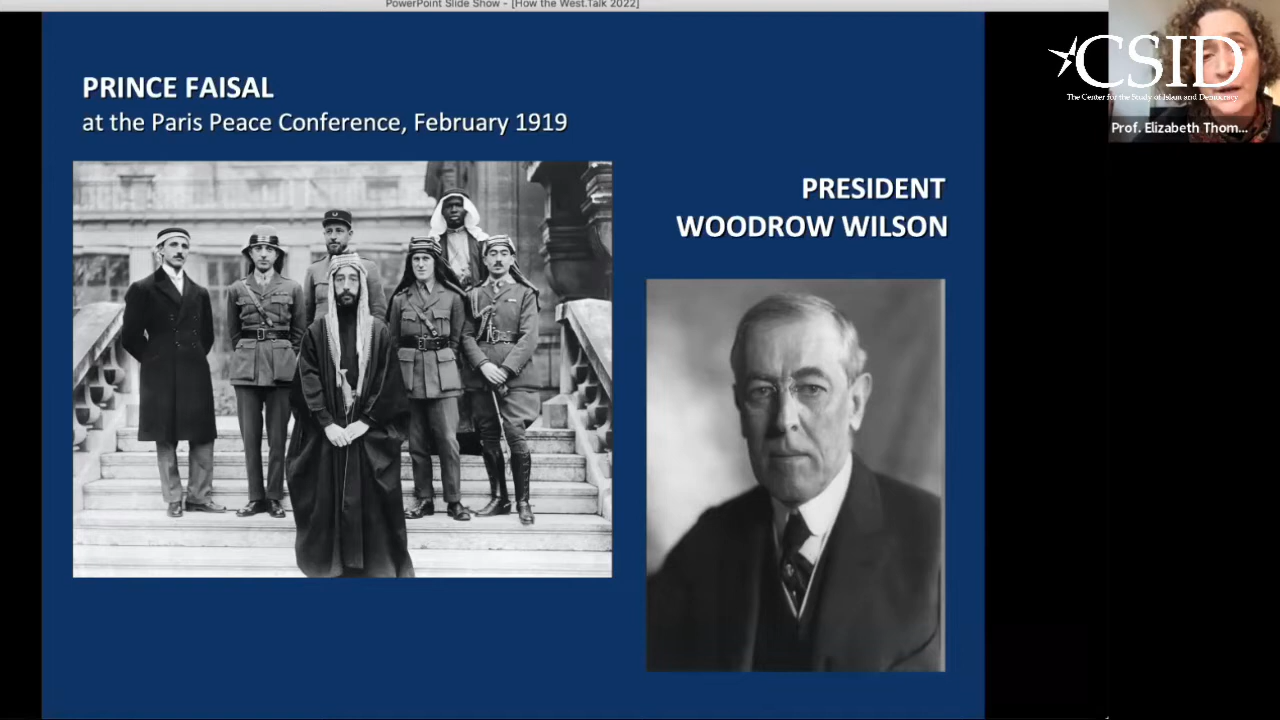 PowerPoint Slide Show - [How the West.Talk 2022]
PRINCE FAISAL
at the Paris Peace Conference, February 1919
PRESIDENT
WOODROW WILSON
CSID
The Center for the Study of Islam and Democracy
Prof. Elizabeth Thom...